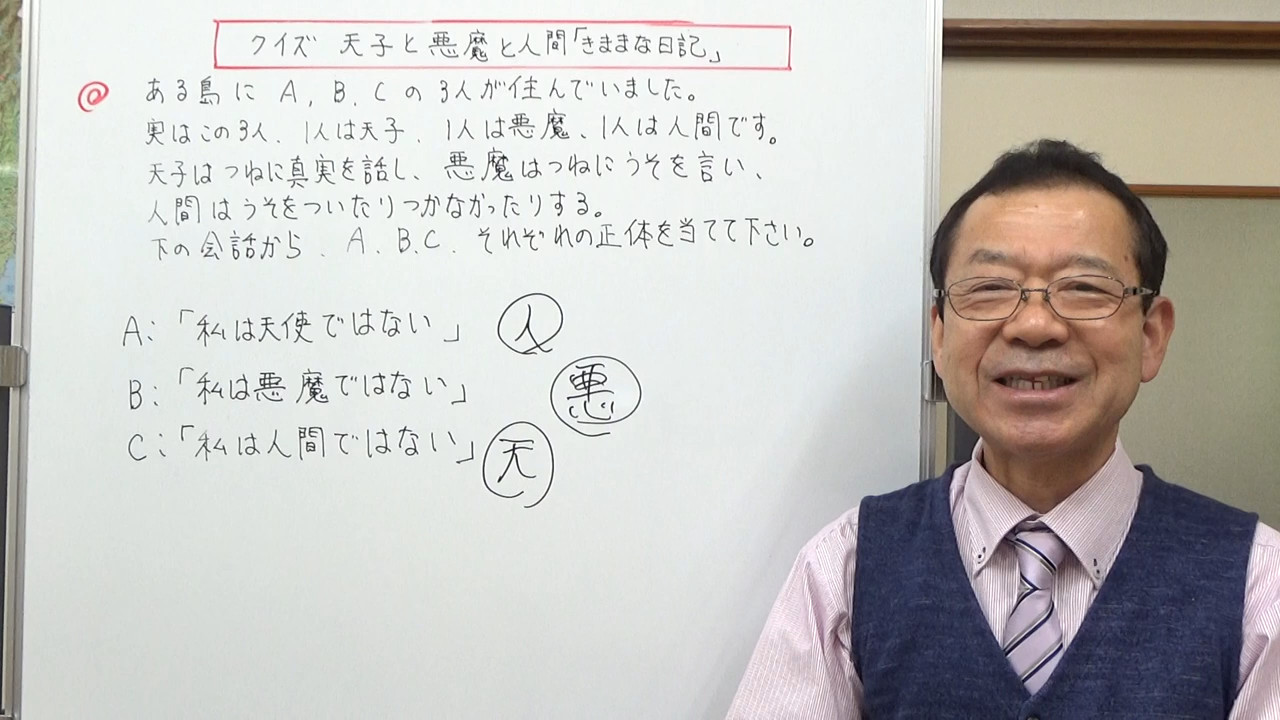 クイズ 天子と悪魔と人間「きままな日記」
ある島に A, B, C の 3人が住んでいました。
実はこの3人、1人は天子、1人は悪魔、1人は人間です。
天子はつねに真実を話し、悪魔はつねにうそを言い、
人間はうそをついたりつかなかったりする。
下の会話から、A、B、C、それぞれの正体を当てて下さい。
A:「私は天使ではない」 人
B:「私は悪魔ではない」 悪
C:「私は人間ではない」 天